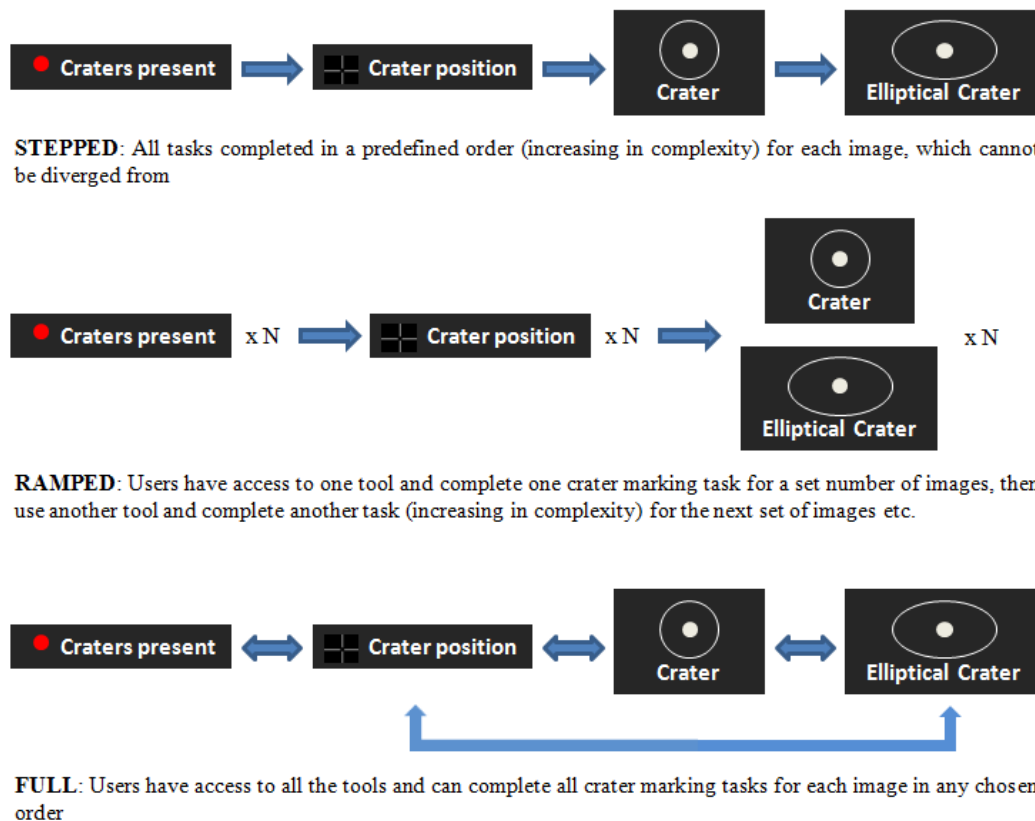 Craters present Crater position Crater Elliptical Crater
STEPPED: All tasks completed in a predefined order (increasing in complexity) for each image, which cannot
be diverged from
Crater
Craters present x N Crater position x N x N
Elliptical Crater
RAMPED: Users have access to one tool and complete one crater marking task for a set number of images, then
use another tool and complete another task (increasing in complexity) for the next set of images etc.
Craters present Crater position Crater Elliptical Crater
FULL: Users have access to all the tools and can complete all crater marking tasks for each image in any chosen
order